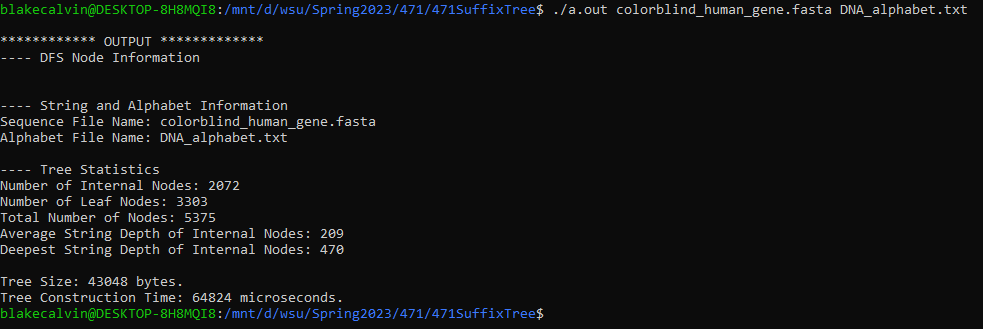 blakecalvin@DESKTOP-8H8MQI8:/mnt/d/wsu/Spring2023/471/471SuffixTree$ ./a.out colorblind_human_gene.fasta DNA_alphabet.txt
************ OUTPUT *************
---- DFS Node Information
---- String and Alphabet Information
Sequence File Name: colorblind_human_gene.fasta
Alphabet File Name: DNA_alphabet.txt
---- Tree Statistics
Number of Internal Nodes: 2072
Number of Leaf Nodes: 3303
Total Number of Nodes: 5375
Average String Depth of Internal Nodes: 209
Deepest String Depth of Internal Nodes: 470
Tree Size: 43048 bytes.
Tree Construction Time: 64824 microseconds.
blakecalvin@DESKTOP-8H8MQI8:/mnt/d/wsu/Spring2023/471/471SuffixTree$